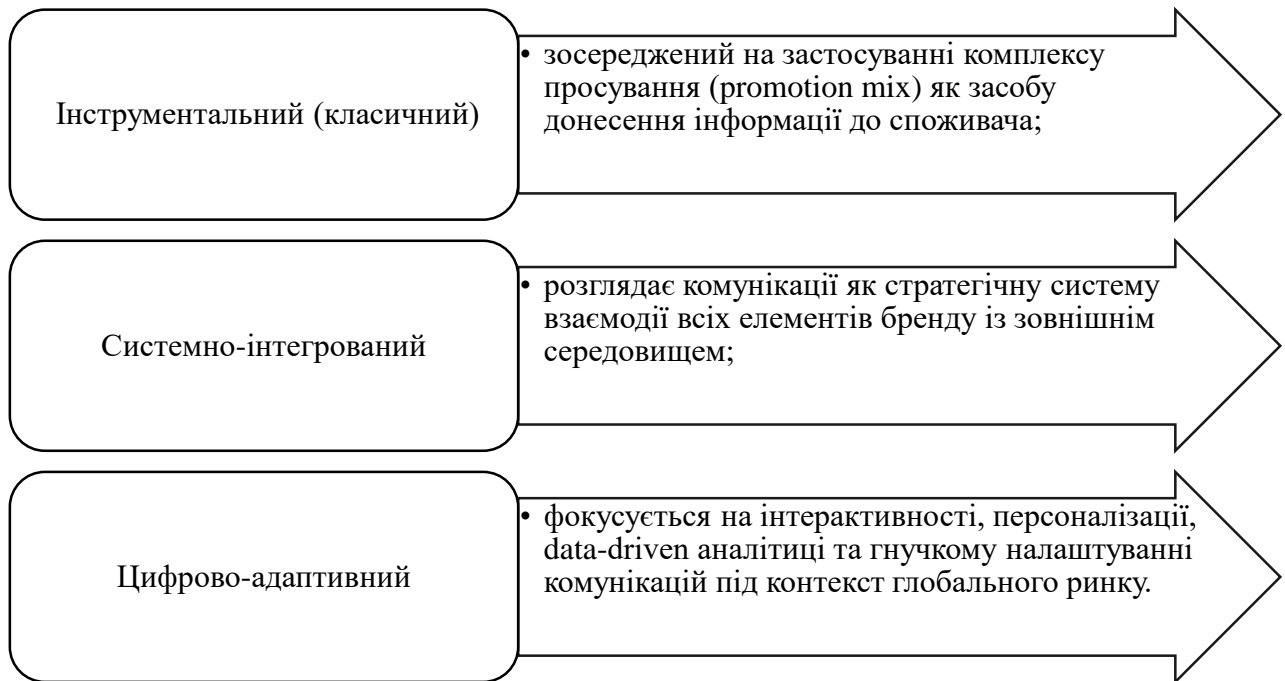 Інструментальний (класичний)
• зосереджений на застосуванні комплексу
просування (promotion mix) як засобу
донесення інформації до споживача;
Системно-інтегрований
• розглядає комунікації як стратегічну систему
взаємодії всіх елементів бренду із зовнішнім
середовищем;
Цифрово-адаптивний
• фокусується на інтерактивності, персоналізації,
data-driven аналітиці та гнучкому налаштуванні
комунікацій під контекст глобального ринку.